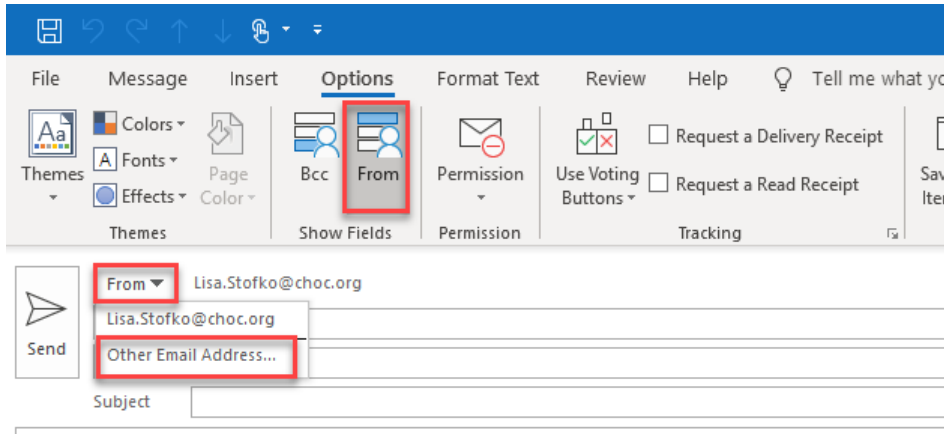 File Message Insert Options Format Text Review Help Tell me what yo
Aa Colors
A Fonts
Effects
Themes
Page
Color
Bcc From
Permission
Use Voting
Buttons
Request a Delivery Receipt
Request a Read Receipt
Sav
Iter
Themes Show Fields Permission Tracking
From Lisa.Stofko@choc.org
Lisa.Stofko@choc.org
Send
Other Email Address...
Subject